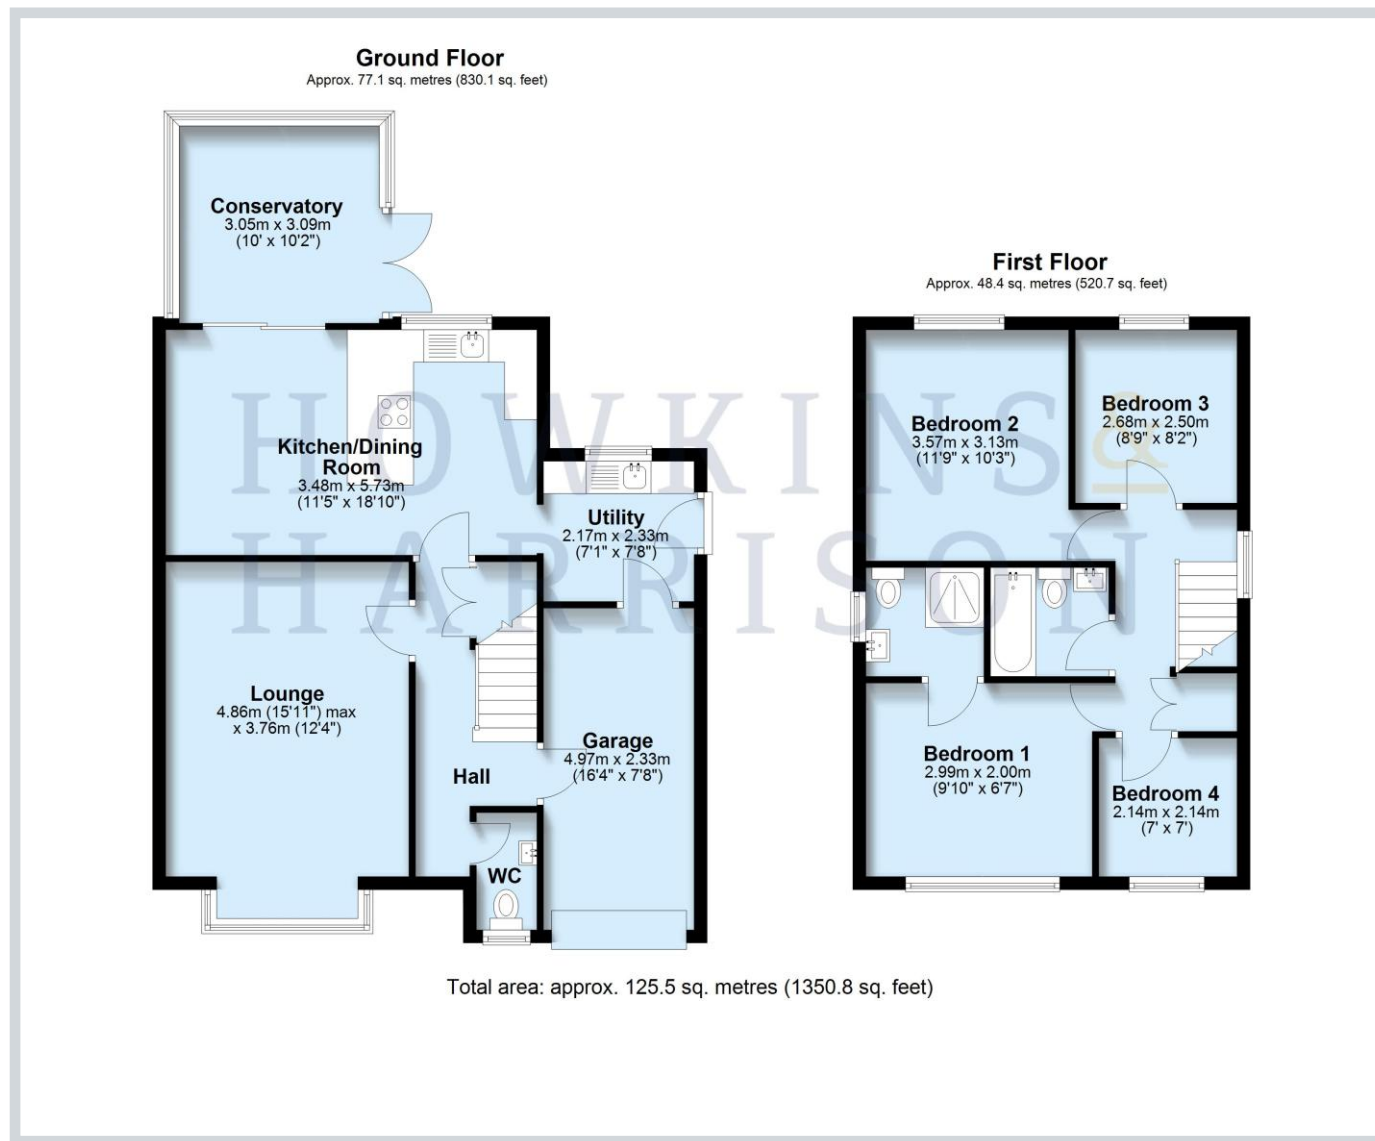 Ground Floor
Approx. 77.1 sq. metres (830.1 sq. feet)
Conservatory
3.05m x 3.09m
(10' x 10'2")
First Floor
Approx. 48.4 sq. metres (520.7 sq. feet)
Kitchen/Dining
Room
3.48m x 5.73m
(11'5" x 18'10")
Utility
2.17m x 2.33m
(7'1" x 7'8")
Lounge
4.86m (15'11") max
x 3.76m (12'4")
Hall
Garage
4.97m x 2.33m
(16'4" x 7'8")
WC
Bedroom 2
3.57m x 3.13m
(11'9" x 10'3")
Bedroom 3
2.68m x 2.50m
(8'9" x 8'2")
Bedroom 1
2.99m x 2.00m
(9'10" x 6'7")
Bedroom 4
2.14m x 2.14m
(7' x 7')
HOWKINS &
HARRISON
Total area: approx. 125.5 sq. metres (1350.8 sq. feet)